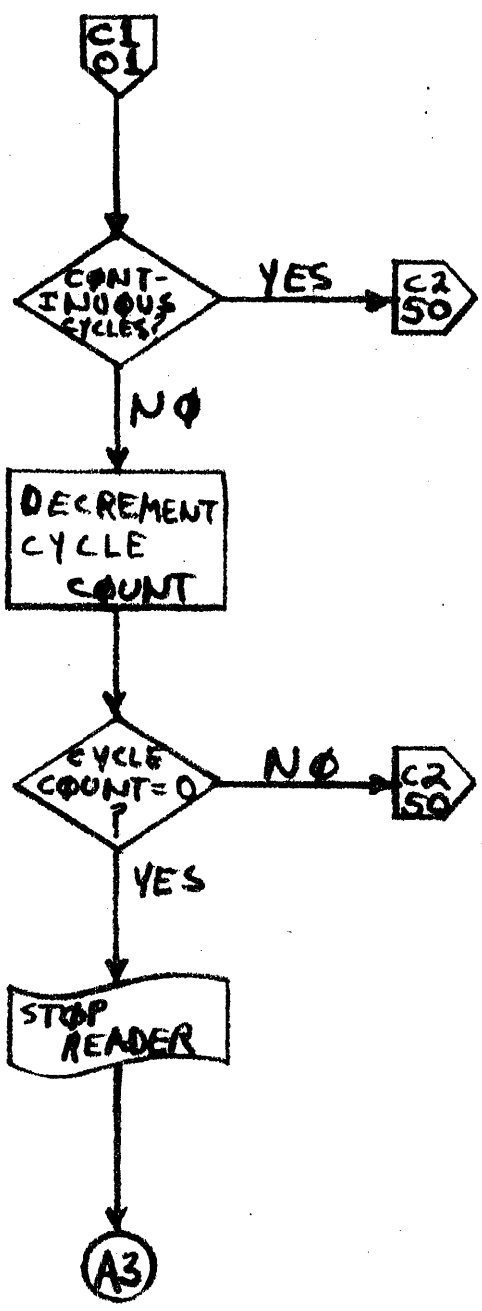 C1
01
CØNT-
INUØUS
CYCLES?
YES
C2
50
NØ
DECREMENT
CYCLE
CØUNT
CYCLE
CØUNT=0
?
NØ
C2
50
YES
STØP
READER
A3